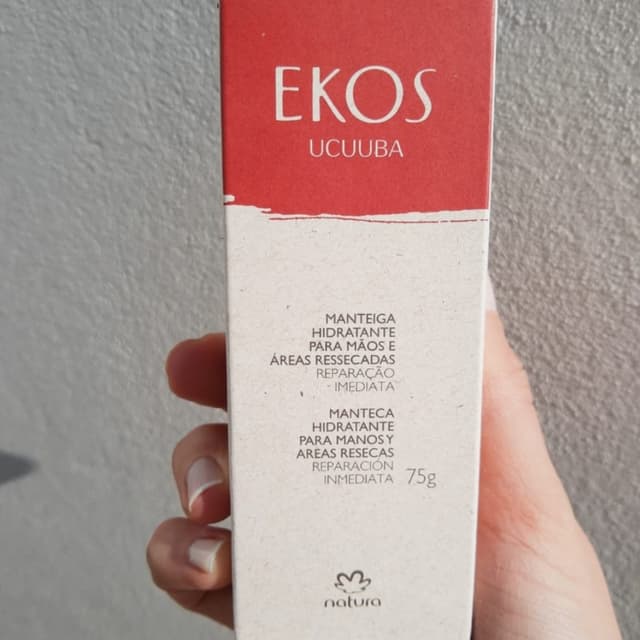 EKOS
UCUUBA
MANTEIGA
HIDRATANTE
PARA MÃOS E
ÁREAS RESSECADAS
REPARAÇÃO
IMEDIATA
MANTECA
HIDRATANTE
PARA MANOS Y
AREAS RESECAS
REPARACIÓN
INMEDIATA 75g
natura